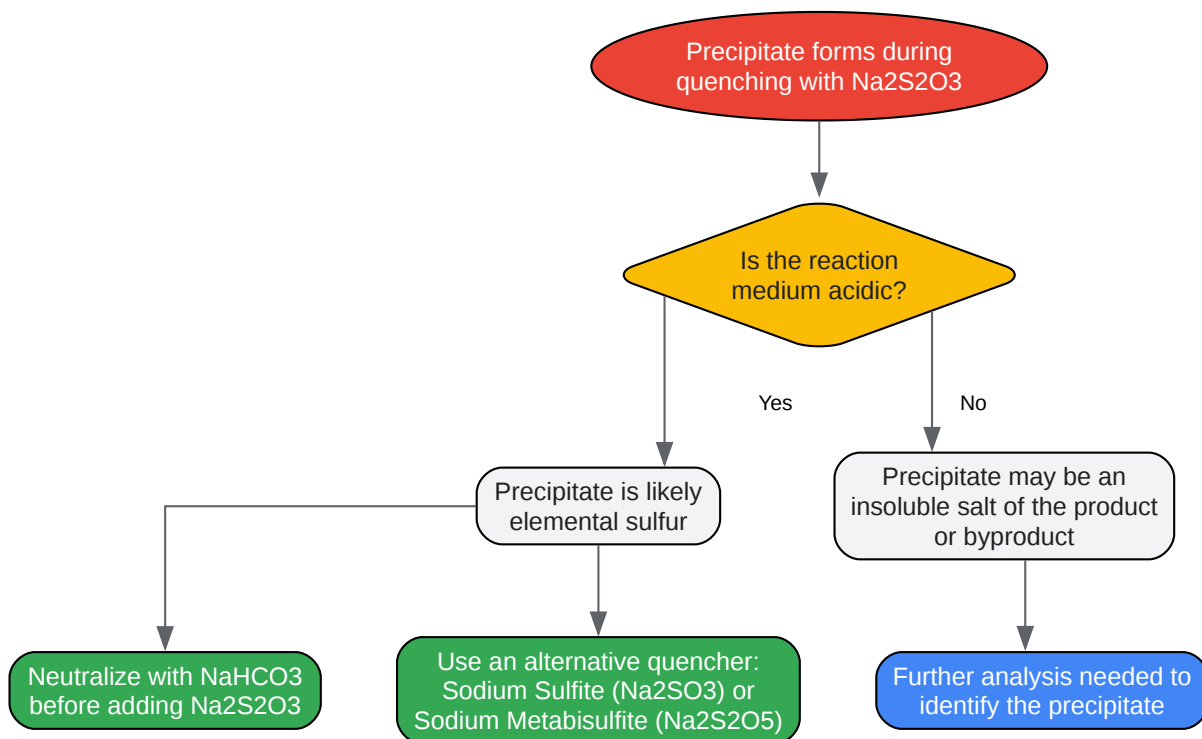 Precipitate forms during
quenching with Na2S2O3
Is the reaction
medium acidic?
Yes
No
Precipitate is likely
elemental sulfur
Precipitate may be an
insoluble salt of the product
or byproduct
Neutralize with NaHCO3
before adding Na2S2O3
Use an alternative quencher:
Sodium Sulfite (Na2SO3) or
Sodium Metabisulfite (Na2S2O5)
Further analysis needed to
identify the precipitate